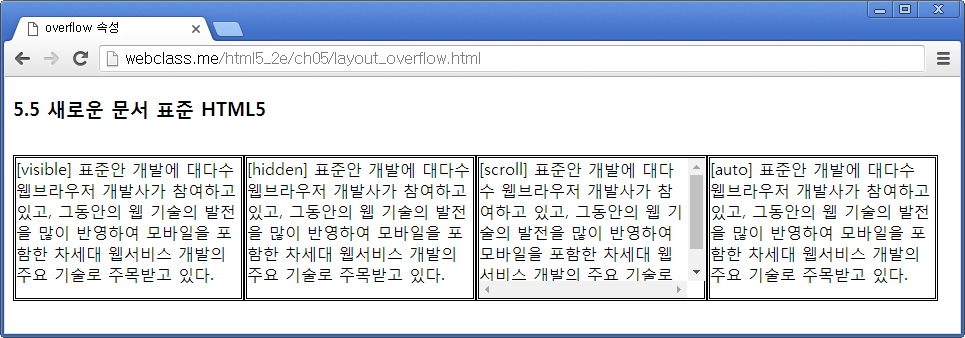 overflow 속성
webclass.me/html5_2e/ch05/layout_overflow.html
5.5 새로운 문서 표준 HTML5
[visible] 표준안 개발에 대다수
웹브라우저 개발사가 참여하고
있고, 그동안의 웹 기술의 발전
을 많이 반영하여 모바일을 포
함한 차세대 웹서비스 개발의
주요 기술로 주목받고 있다.
[hidden] 표준안 개발에 대다수
웹브라우저 개발사가 참여하고
있고, 그동안의 웹 기술의 발전
을 많이 반영하여 모바일을 포
함한 차세대 웹서비스 개발의
주요 기술로 주목받고 있다.
[scroll] 표준안 개발에 대다
수 웹브라우저 개발사가 참
여하고 있고, 그동안의 웹 기
술의 발전을 많이 반영하여
모바일을 포함한 차세대 웹
서비스 개발의 주요 기술로
[auto] 표준안 개발에 대다수
웹브라우저 개발사가 참여하고
있고, 그동안의 웹 기술의 발전
을 많이 반영하여 모바일을 포
함한 차세대 웹서비스 개발의
주요 기술로 주목받고 있다.